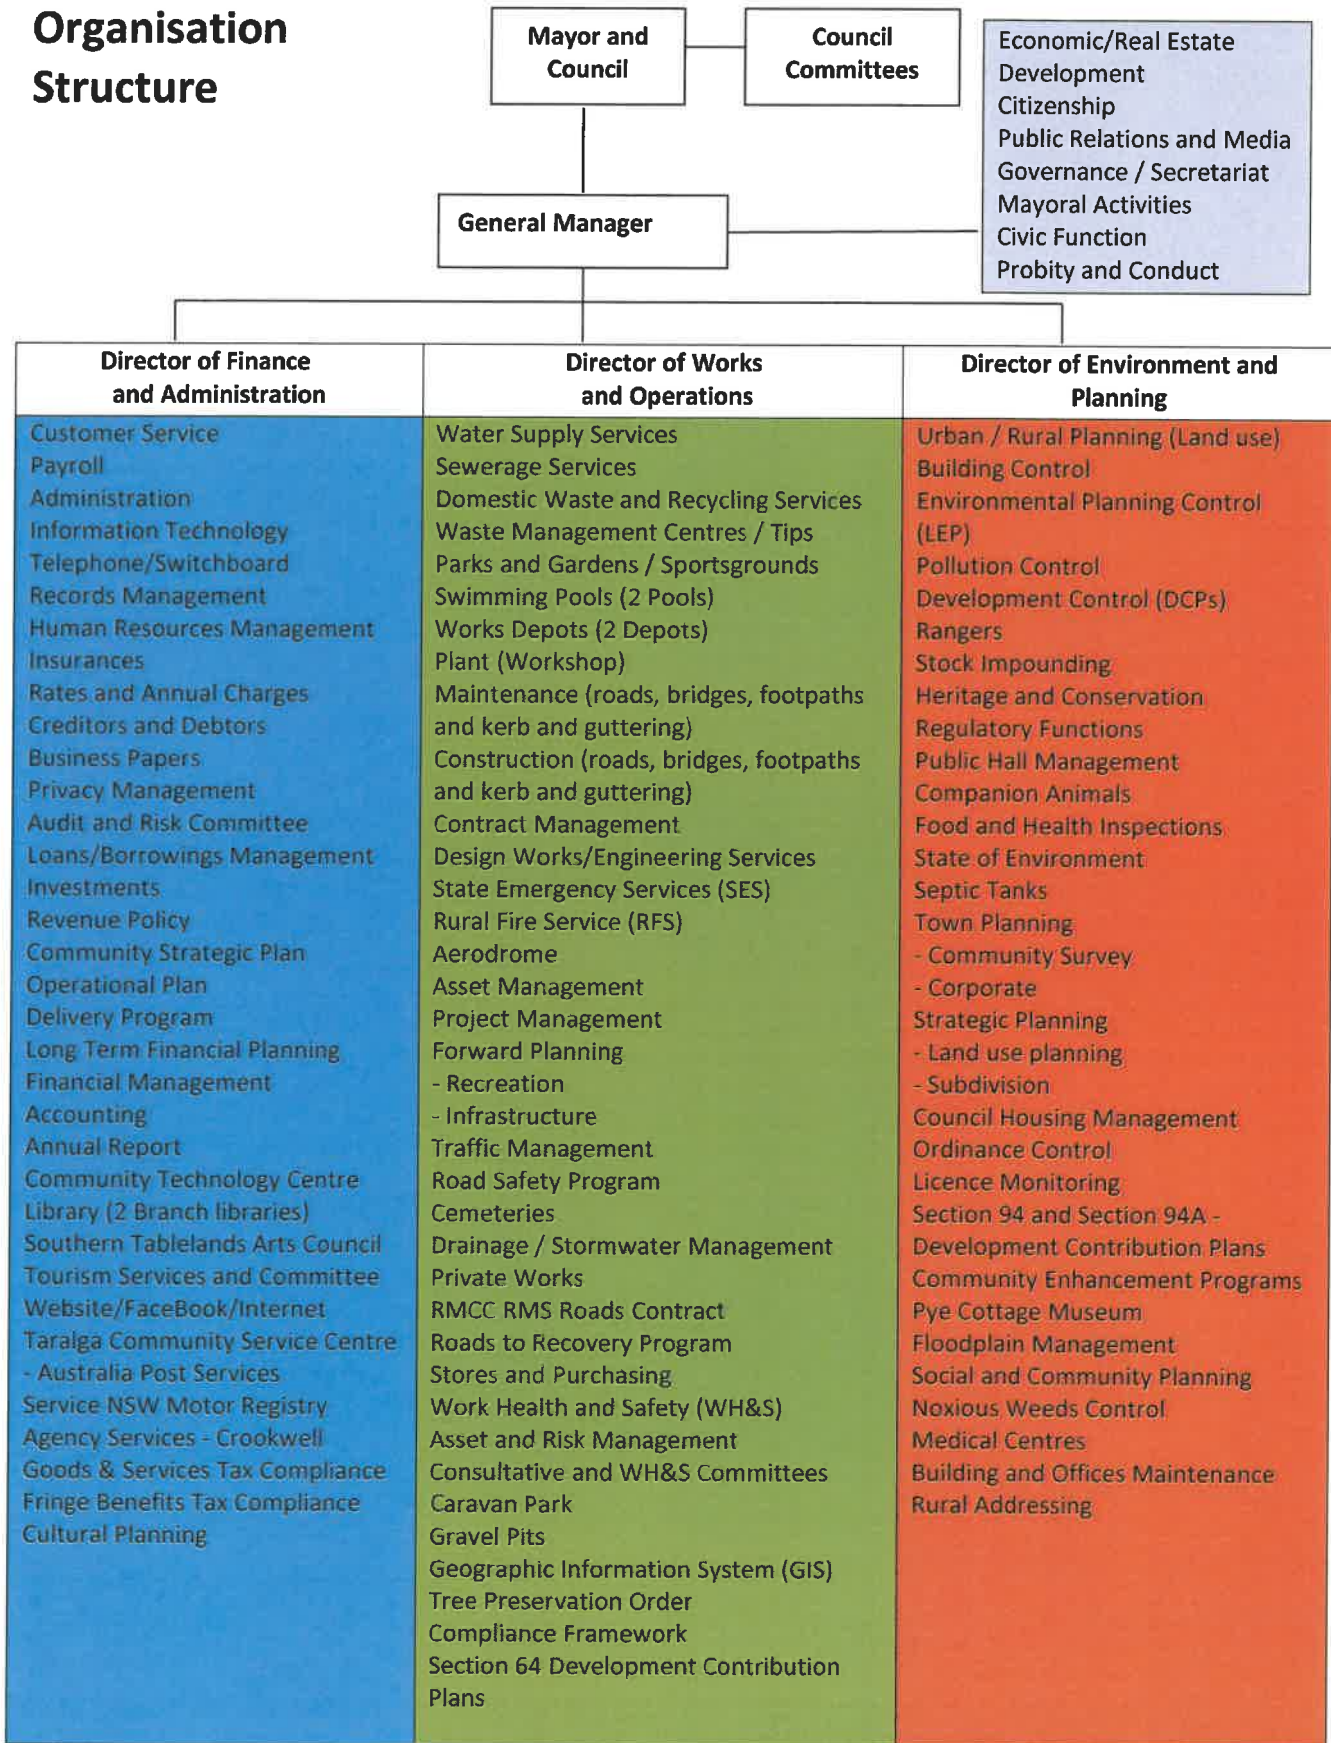 Organisation
Structure
Mayor and
Council
Council
Committees
Economic/Real Estate
Development
Citizenship
Public Relations and Media
Governance / Secretariat
Mayoral Activities
Civic Function
Probity and Conduct
General Manager
Director of Finance
and Administration
Customer Service
Payroll
Administration
Information Technology
Telephone/Switchboard
Records Management
Human Resources Management
Insurances
Rates and Annual Charges
Creditors and Debtors
Business Papers
Privacy Management
Audit and Risk Committee
Loans/Borrowings Management
Investments
Revenue Policy
Community Strategic Plan
Operational Plan
Delivery Program
Long Term Financial Planning
Financial Management
Accounting
Annual Report
Community Technology Centre
Library (2 Branch libraries)
Southern Tablelands Arts Council
Tourism Services and Committee
Website/FaceBook/Internet
Taralga Community Service Centre
- Australia Post Services
Service NSW Motor Registry
Agency Services - Crookwell
Goods & Services Tax Compliance
Fringe Benefits Tax Compliance
Cultural Planning
Director of Works
and Operations
Water Supply Services
Sewerage Services
Domestic Waste and Recycling Services
Waste Management Centres / Tips
Parks and Gardens / Sportsgrounds
Swimming Pools (2 Pools)
Works Depots (2 Depots)
Plant (Workshop)
Maintenance (roads, bridges, footpaths
and kerb and guttering)
Construction (roads, bridges, footpaths
and kerb and guttering)
Contract Management
Design Works/Engineering Services
State Emergency Services (SES)
Rural Fire Service (RFS)
Aerodrome
Asset Management
Project Management
Forward Planning
- Recreation
- Infrastructure
Traffic Management
Road Safety Program
Cemeteries
Drainage / Stormwater Management
Private Works
RMCC RMS Roads Contract
Roads to Recovery Program
Stores and Purchasing
Work Health and Safety (WH&S)
Asset and Risk Management
Consultative and WH&S Committees
Caravan Park
Gravel Pits
Geographic Information System (GIS)
Tree Preservation Order
Compliance Framework
Section 64 Development Contribution
Plans
Director of Environment and
Planning
Urban / Rural Planning (Land use)
Building Control
Environmental Planning Control
(LEP)
Pollution Control
Development Control (DCPs)
Rangers
Stock Impounding
Heritage and Conservation
Regulatory Functions
Public Hall Management
Companion Animals
Food and Health Inspections
State of Environment
Septic Tanks
Town Planning
- Community Survey
- Corporate
Strategic Planning
- Land use planning
- Subdivision
Council Housing Management
Ordinance Control
Licence Monitoring
Section 94 and Section 94A -
Development Contribution Plans
Community Enhancement Programs
Pye Cottage Museum
Floodplain Management
Social and Community Planning
Noxious Weeds Control
Medical Centres
Building and Offices Maintenance
Rural Addressing